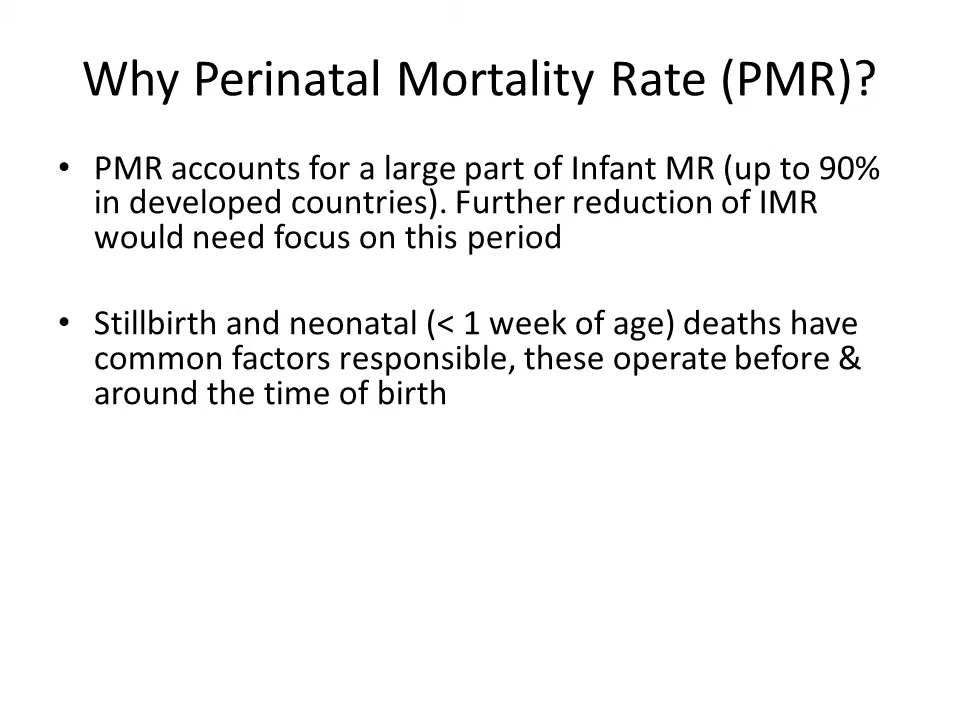 Why Perinatal Mortality Rate (PMR)?
• PMR accounts for a large part of Infant MR (up to 90%
in developed countries). Further reduction of IMR
would need focus on this period
• Stillbirth and neonatal (< 1 week of age) deaths have
common factors responsible, these operate before &
around the time of birth